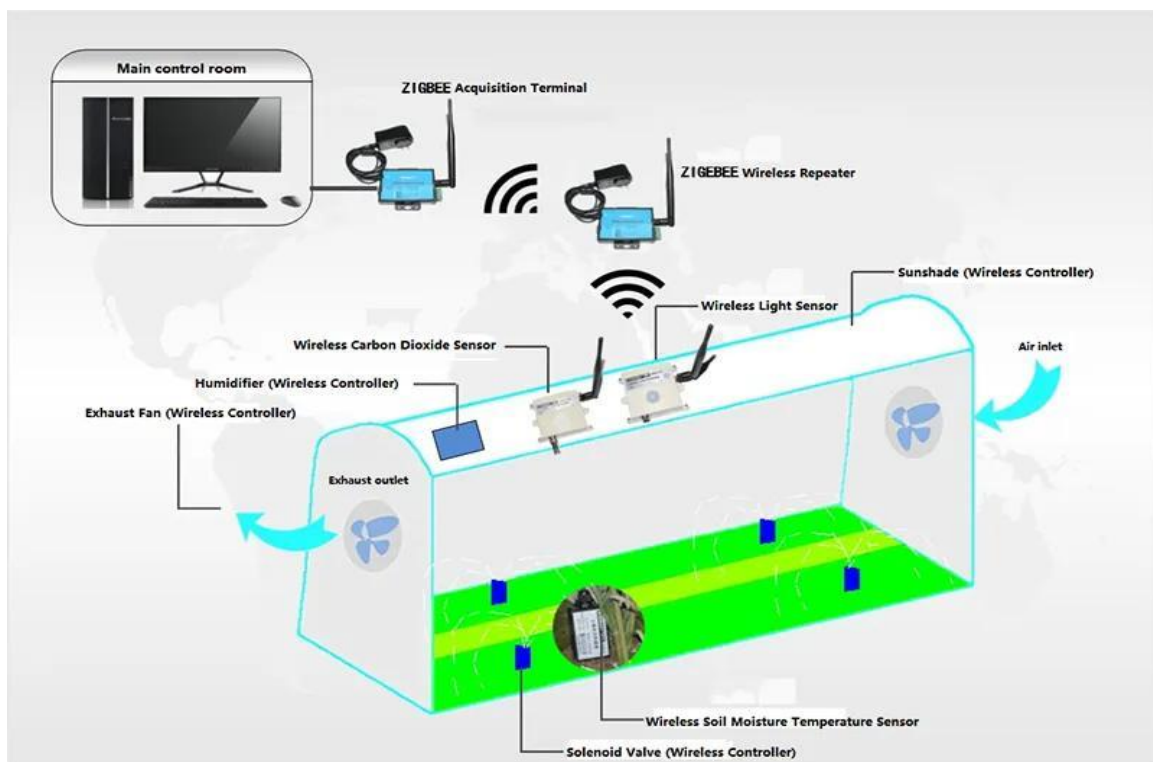 Main control room
ZIGBEE Acquisition Terminal
ZIGEBEE Wireless Repeater
Sunshade (Wireless Controller)
Wireless Light Sensor
Wireless Carbon Dioxide Sensor
Air inlet
Humidifier (Wireless Controller)
Exhaust Fan (Wireless Controller)
Exhaust outlet
Wireless Soil Moisture Temperature Sensor
Solenoid Valve (Wireless Controller)